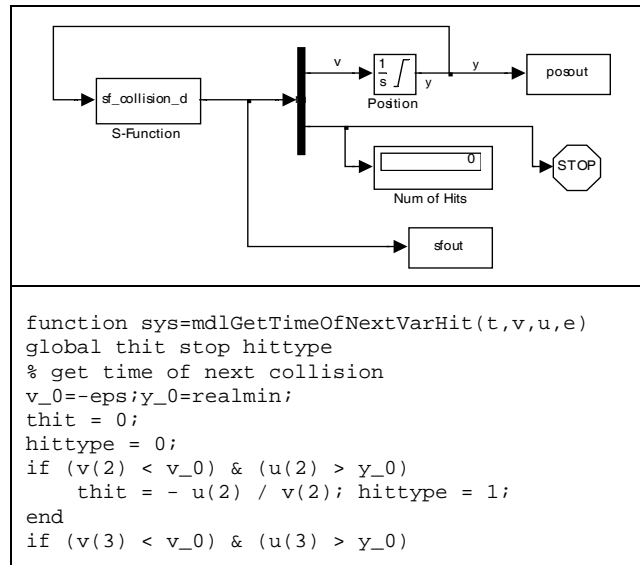 v
1
s
y
Position
y
posout
sf_collision_d
S-Function
0
Num of Hits
STOP
sfout
function sys=mdlGetTimeOfNextVarHit(t,v,u,e)
global thit stop hittype
% get time of next collision
v_0=-eps;y_0=realmin;
thit = 0;
hittype = 0;
if (v(2) < v_0) & (u(2) > y_0)
    thit = - u(2) / v(2); hittype = 1;
end
if (v(3) < v_0) & (u(3) > y_0)